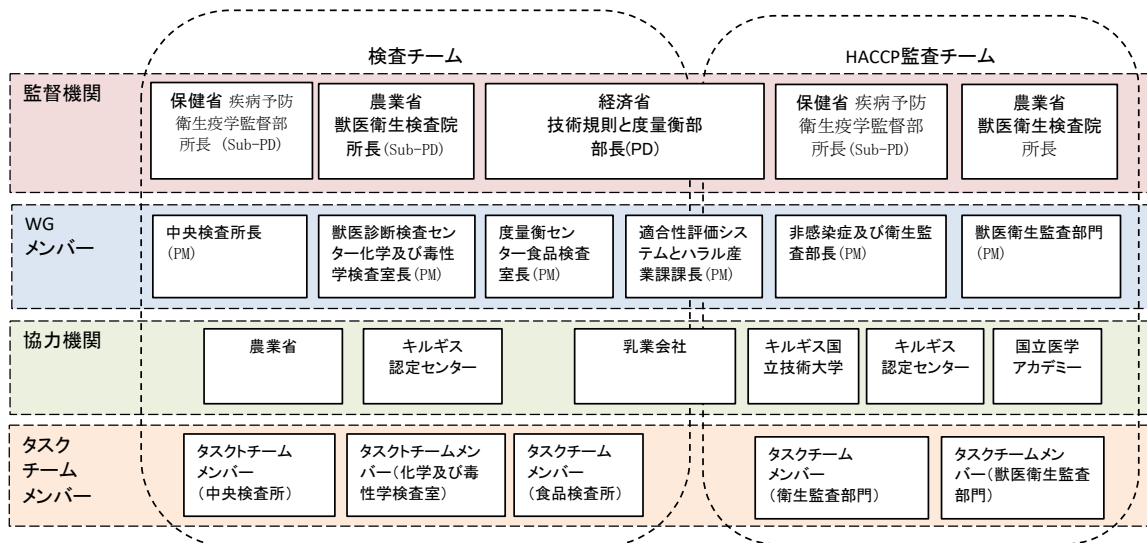 検査チーム
HACCP監査チーム
監督機関
保健省 疾病予防
衛生疫学監督部
所長 (Sub-PD)
農業省
獣医衛生検査院
所長(Sub-PD)
経済省
技術規則と度量衡部
部長(PD)
保健省 疾病予防
衛生疫学監督部
所長(Sub-PD)
農業省
獣医衛生検査院
所長
WG
メンバー
中央検査所長
(PM)
獣医診断検査セン
ター化学及び毒性
学検査室長(PM)
度量衡セン
ター食品検査
室長(PM)
適合性評価シス
テムとハラル産
業課課長(PM)
非感染症及び衛生監
査部長(PM)
獣医衛生監査部門
(PM)
協力機関
農業省
キルギス
認定センター
乳業会社
キルギス国
立技術大学
キルギス
認定センター
国立医学
アカデミー
タスク
チーム
メンバー
タスクトチーム
メンバー
(中央検査所)
タスクトチームメン
バー(化学及び毒
性学検査室)
タスクチーム
メンバー
(食品検査所)
タスクチーム
メンバー
(衛生監査部門)
タスクチームメン
バー(獣医衛生監査
部門)